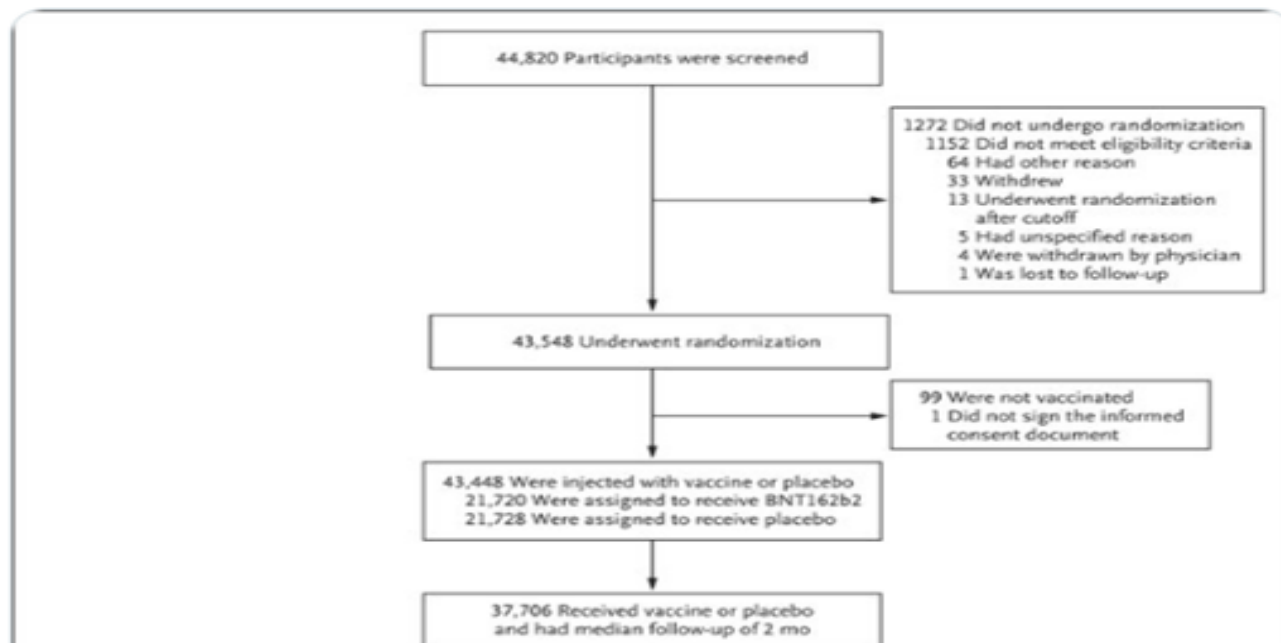 44,820 Participants were screened
1272 Did not undergo randomization
1152 Did not meet eligibility criteria
64 Had other reason
33 Withdrew
13 Underwent randomization
after cutoff
5 Had unspecified reason
4 Were withdrawn by physician
1 Was lost to follow-up
43,548 Underwent randomization
99 Were not vaccinated
1 Did not sign the informed
consent document
43,448 Were injected with vaccine or placebo
21,720 Were assigned to receive BNT162b2
21,728 Were assigned to receive placebo
37,706 Received vaccine or placebo
and had median follow-up of 2 mo